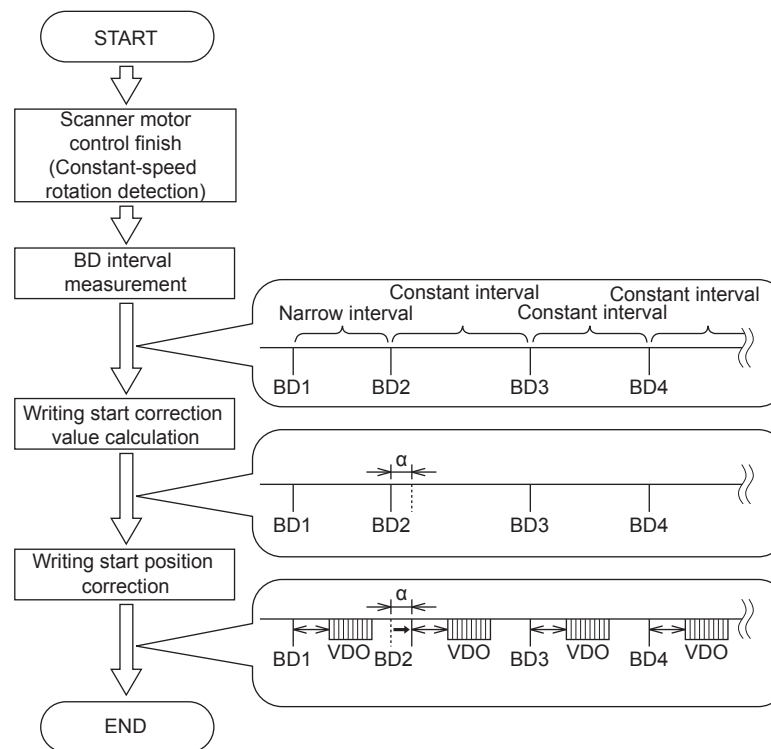 START
Scanner motor
control finish
(Constant-speed
rotation detection)
BD interval
measurement
Narrow interval
Constant interval
Constant interval
Constant interval
BD1
BD2
BD3
BD4
Writing start correction
value calculation
α
BD1
BD2
BD3
BD4
Writing start position
correction
α
BD1
VDO
BD2
VDO
BD3
VDO
BD4
VDO
END